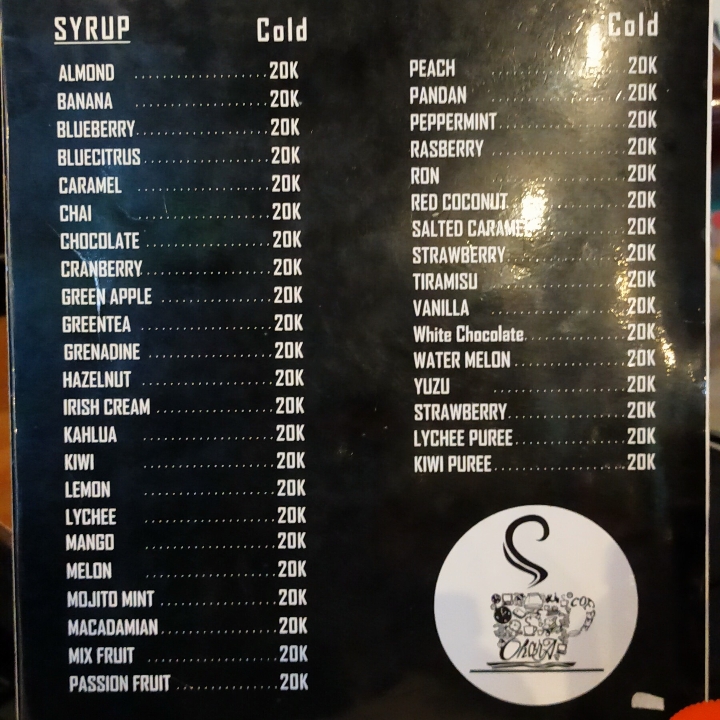 SYRUP Cold
ALMOND 20K
BANANA 20K
BLUEBERRY 20K
BLUECITRUS 20K
CARAMEL 20K
CHAI 20K
CHOCOLATE 20K
CRANBERRY 20K
GREEN APPLE 20K
GREENTEA 20K
GRENADINE 20K
HAZELNUT 20K
IRISH CREAM 20K
KAHLUA 20K
KIWI 20K
LEMON 20K
LYCHEE 20K
MANGO 20K
MELON 20K
MOJITO MINT 20K
MACADAMIAN 20K
MIX FRUIT 20K
PASSION FRUIT 20K
Cold
PEACH 20K
PANDAN 20K
PEPPERMINT 20K
RASBERRY 20K
RON 20K
RED COCONUT 20K
SALTED CARAMEL 20K
STRAWBERRY 20K
TIRAMISU 20K
VANILLA 20K
White Chocolate 20K
WATER MELON 20K
YUZU 20K
STRAWBERRY 20K
LYCHEE PUREE 20K
KIWI PUREE 20K